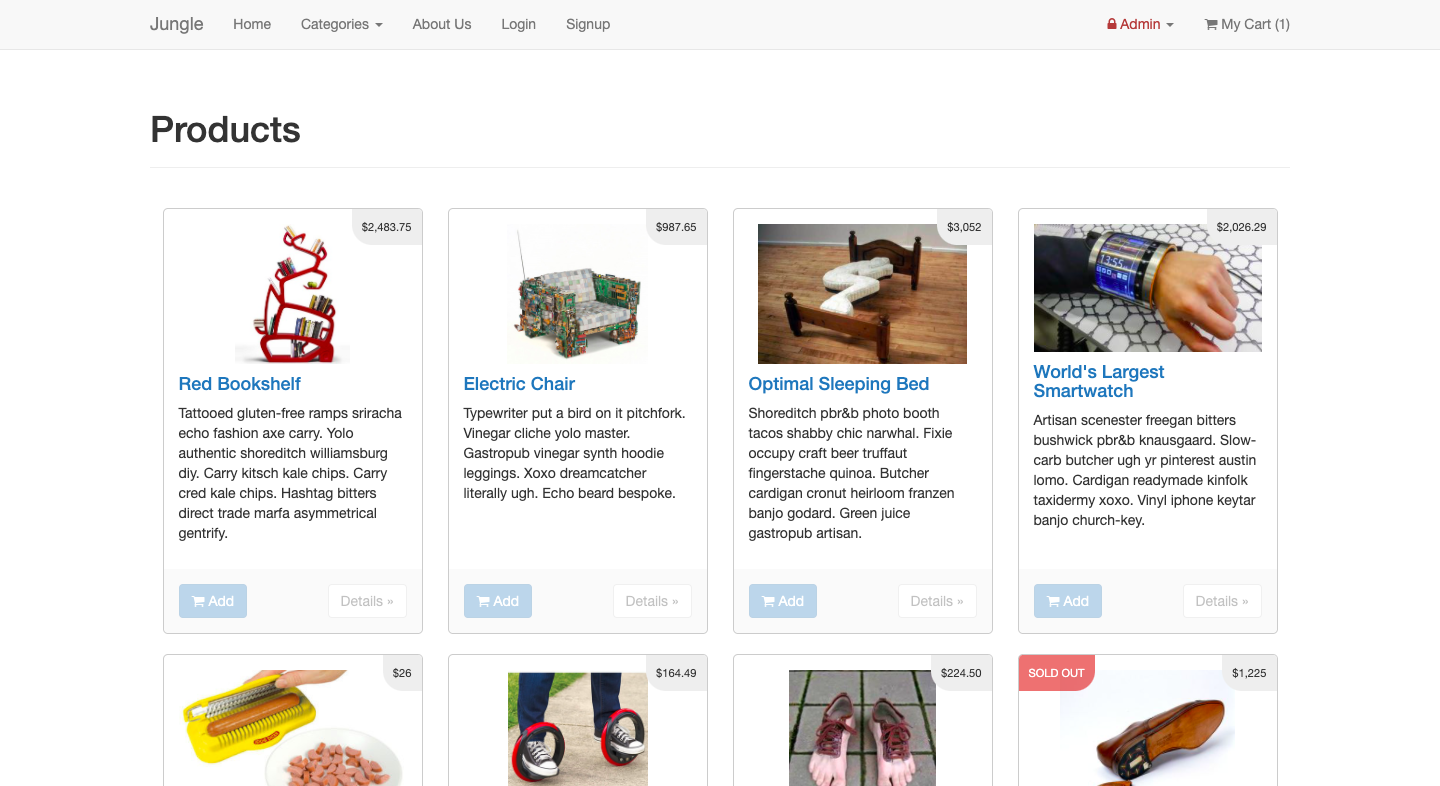 Jungle Home Categories About Us Login Signup Admin My Cart (1)
Products
$2,483.75
Red Bookshelf
Tattooed gluten-free ramps sriracha
echo fashion axe carry. Yolo
authentic shoreditch williamsburg
diy. Carry kitsch kale chips. Carry
cred kale chips. Hashtag bitters
direct trade marfa asymmetrical
gentrify.
Add Details »
$987.65
Electric Chair
Typewriter put a bird on it pitchfork.
Vinegar cliche yolo master.
Gastropub vinegar synth hoodie
leggings. Xoxo dreamcatcher
literally ugh. Echo beard bespoke.
Add Details »
$3,052
Optimal Sleeping Bed
Shoreditch pbr&b photo booth
tacos shabby chic narwhal. Fixie
occupy craft beer truffaut
fingerstache quinoa. Butcher
cardigan cronut heirloom franzen
banjo godard. Green juice
gastropub artisan.
Add Details »
$2,026.29
13:55
World's Largest
Smartwatch
Artisan scenester freegan bitters
bushwick pbr&b knausgaard. Slow-
carb butcher ugh yr pinterest austin
lomo. Cardigan readymade kinfolk
taxidermy xoxo. Vinyl iphone keytar
banjo church-key.
Add Details »
$26
$164.49
$224.50
SOLD OUT $1,225